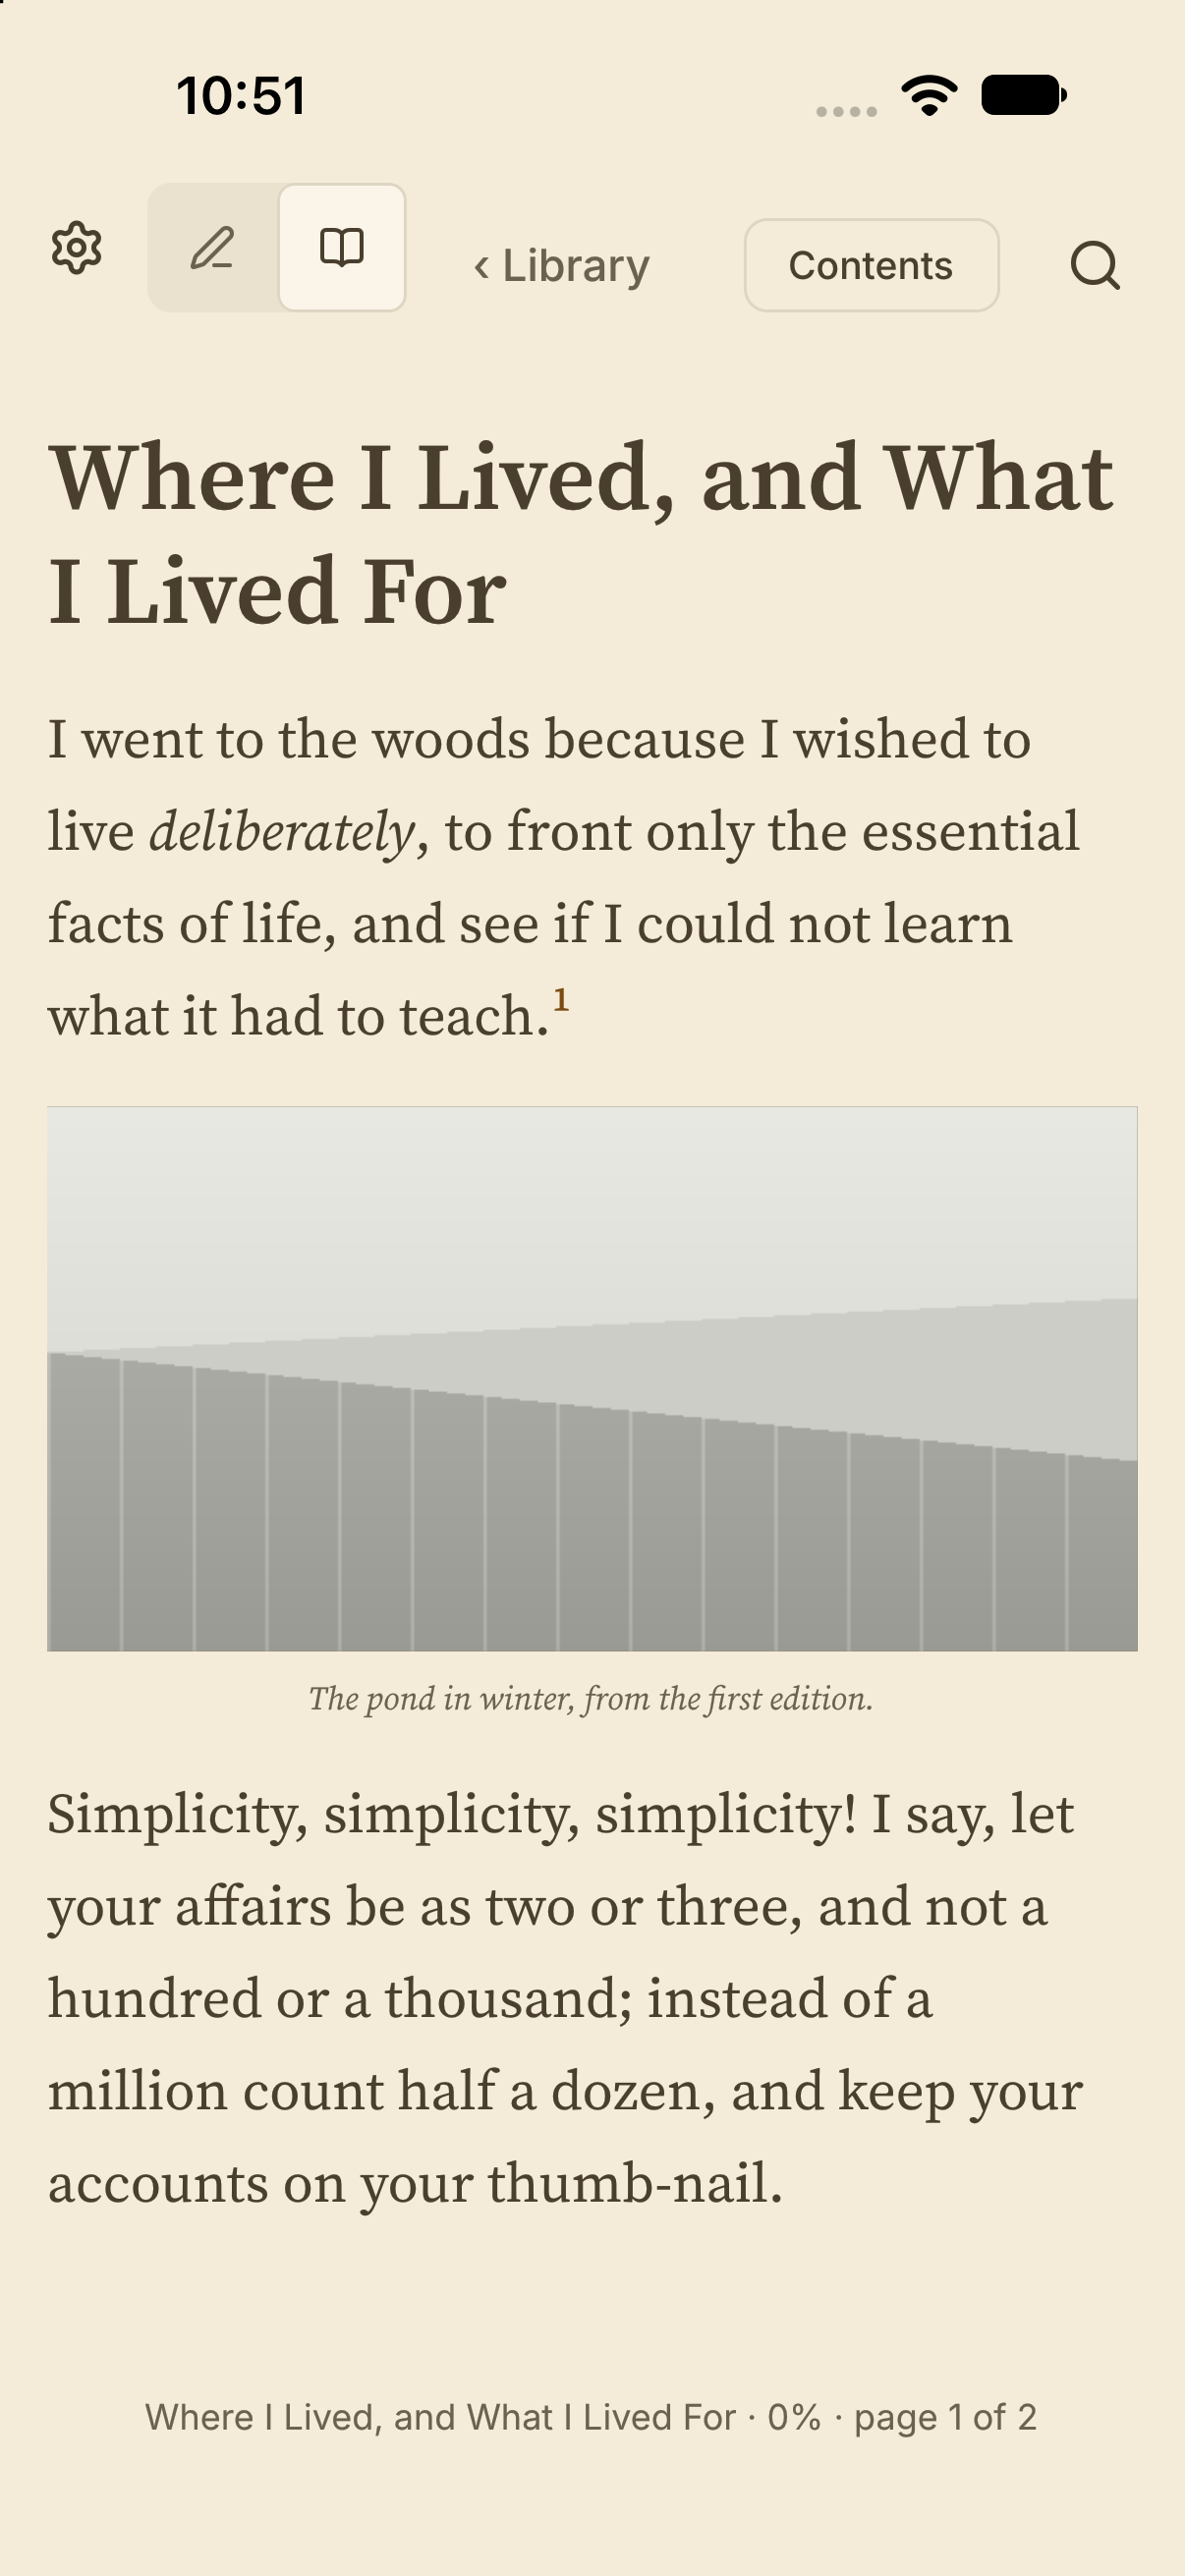 10:51
‹ Library
Contents
Where I Lived, and What
I Lived For
I went to the woods because I wished to
live deliberately, to front only the essential
facts of life, and see if I could not learn
what it had to teach.1
The pond in winter, from the first edition.
Simplicity, simplicity, simplicity! I say, let
your affairs be as two or three, and not a
hundred or a thousand; instead of a
million count half a dozen, and keep your
accounts on your thumb-nail.
Where I Lived, and What I Lived For · 0% · page 1 of 2